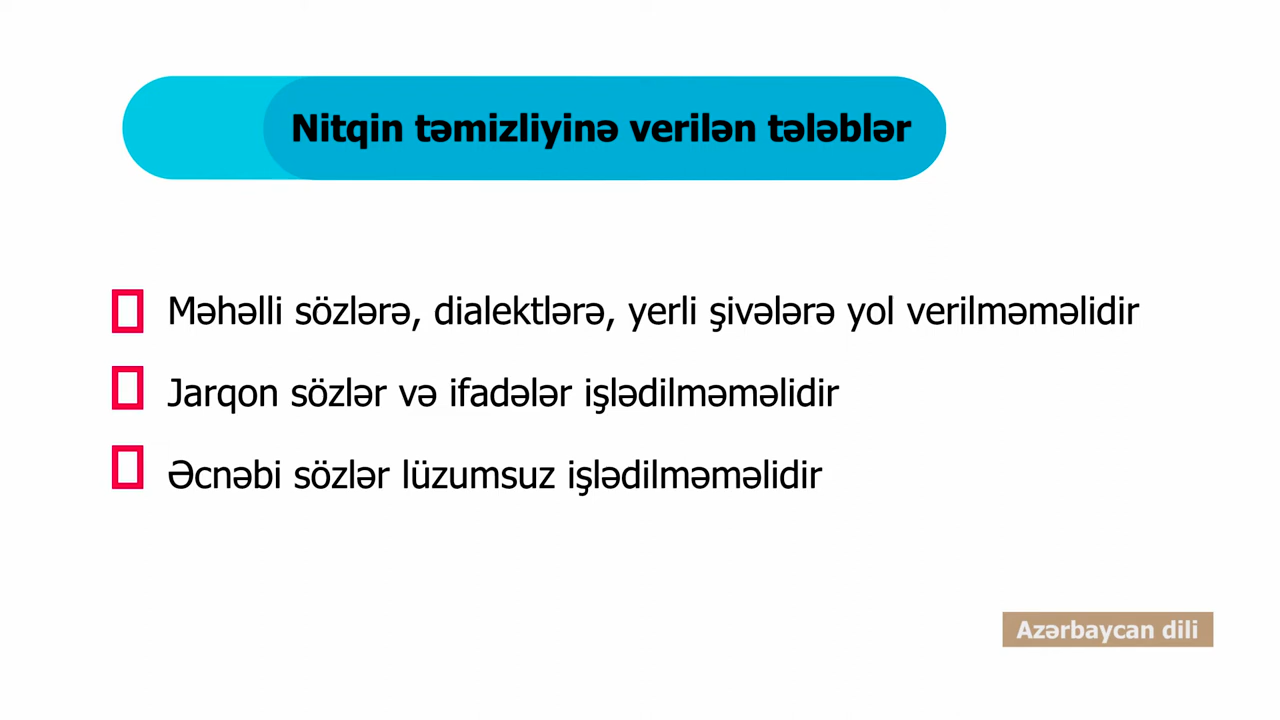 Nitqin təmizliyinə verilən tələblər
Məhəlli sözlərə, dialektlərə, yerli şivələrə yol verilməməlidir
Jarqon sözlər və ifadələr işlədilməməlidir
Əcnəbi sözlər lüzumsuz işlədilməməlidir
Azərbaycan dili